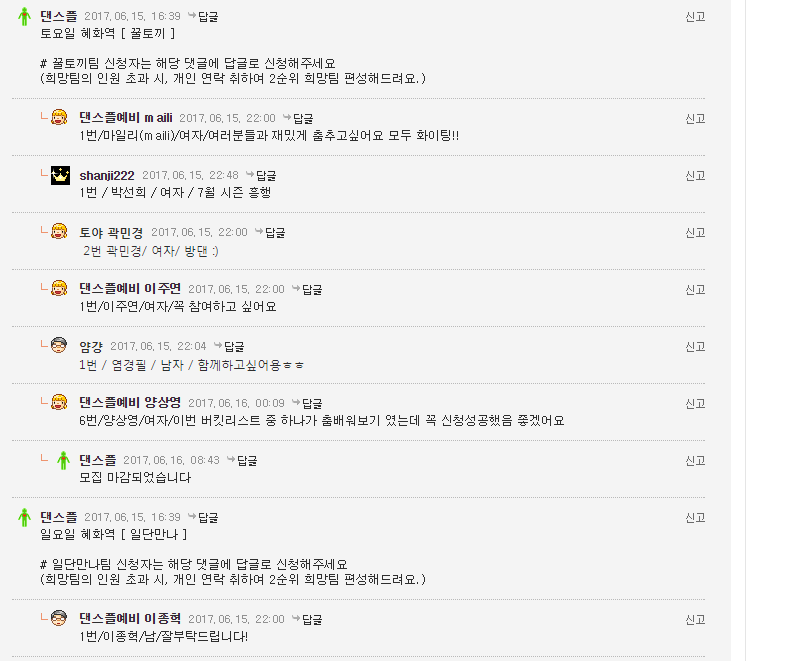 댄스플 2017.06.15. 16:39 답글 신고
토요일 혜화역 [ 꿀토끼 ]
# 꿀토끼팀 신청자는 해당 댓글에 답글로 신청해주세요
(희망팀의 인원 초과 시, 개인 연락 취하여 2순위 희망팀 편성해드려요.)
댄스플예비 maili 2017.06.15. 22:00 답글 신고
1번/마일리(maili)/여자/여러분들과 재밌게 춤추고싶어요 모두 화이팅!!
shanji222 2017.06.15. 22:48 답글 신고
1번 / 박선희 / 여자 / 7월 시즌 흥행
토야 곽민경 2017.06.15. 22:00 답글 신고
2번 곽민경/ 여자/ 방댄 :)
댄스플예비 이주연 2017.06.15. 22:00 답글 신고
1번/이주연/여자/꼭 참여하고 싶어요
얌걍 2017.06.15. 22:04 답글 신고
1번 / 염경필 / 남자 / 함께하고싶어용ㅎㅎ
댄스플예비 양상영 2017.06.16. 00:09 답글 신고
6번/양상영/여자/이번 버킷리스트 중 하나가 춤배워보기 였는데 꼭 신청성공했음 좋겠어요
댄스플 2017.06.16. 08:43 답글 신고
모집 마감되었습니다
댄스플 2017.06.15. 16:39 답글 신고
일요일 혜화역 [ 일단만나 ]
# 일단만나팀 신청자는 해당 댓글에 답글로 신청해주세요
(희망팀의 인원 초과 시, 개인 연락 취하여 2순위 희망팀 편성해드려요.)
댄스플예비 이종혁 2017.06.15. 22:00 답글 신고
1번/이종혁/남/잘부탁드립니다!